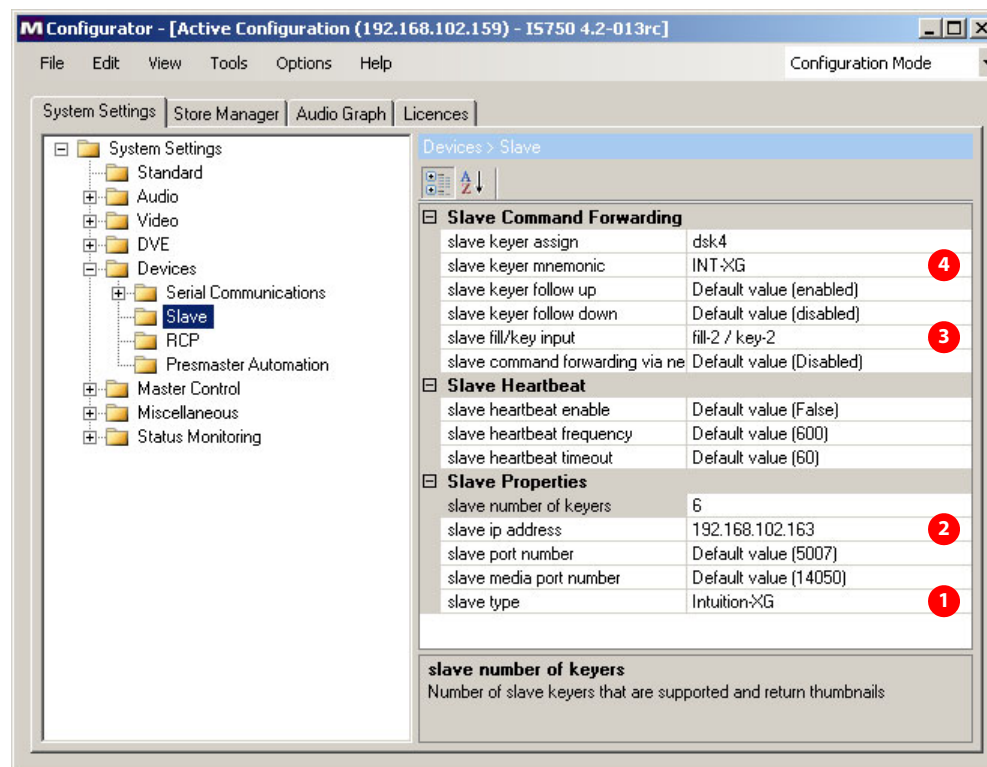 M Configurator - [Active Configuration (192.168.102.159) - IS750 4.2-013rc]
File Edit View Tools Options Help Configuration Mode
System Settings Store Manager Audio Graph Licences
System Settings
Standard
Audio
Video
DVE
Devices
Serial Communications
Slave
RCP
Presmaster Automation
Master Control
Miscellaneous
Status Monitoring
Devices > Slave
A Z
Slave Command Forwarding
slave keyer assign dsk4
slave keyer mnemonic INT-XG 4
slave keyer follow up Default value (enabled)
slave keyer follow down Default value (disabled)
slave fill/key input fill-2 / key-2 3
slave command forwarding via ne Default value (Disabled)
Slave Heartbeat
slave heartbeat enable Default value (False)
slave heartbeat frequency Default value (600)
slave heartbeat timeout Default value (60)
Slave Properties
slave number of keyers 6
slave ip address 192.168.102.163 2
slave port number Default value (5007)
slave media port number Default value (14050)
slave type Intuition-XG 1
slave number of keyers
Number of slave keyers that are supported and return thumbnails